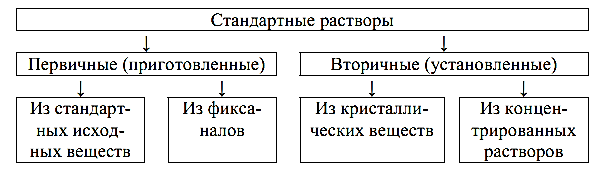 Стандартные растворы
Первичные (приготовленные)
Вторичные (установленные)
Из стандарт-
ных исход-
ных веществ
Из фикса-
налов
Из кристалли-
ческих веществ
Из концен-
трированных
растворов